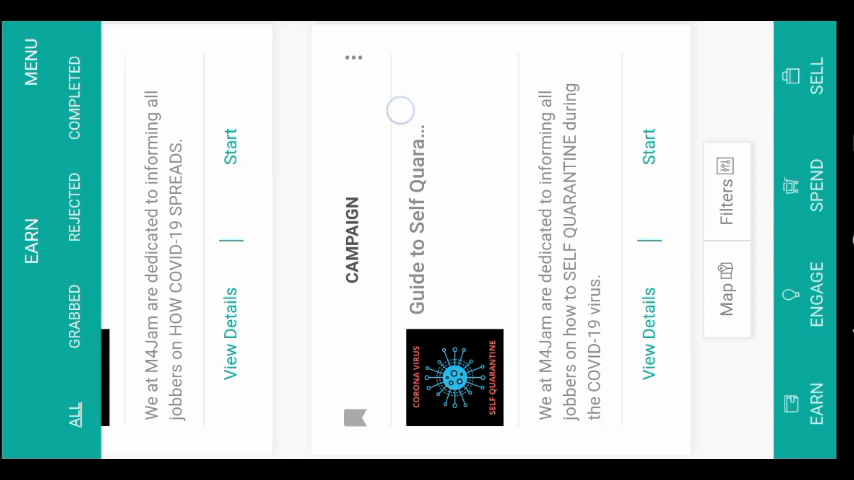 EARN
MENU
ALL
GRABBED
REJECTED
COMPLETED
We at M4Jam are dedicated to informing all
jobbers on HOW COVID-19 SPREADS.
View Details
Start
CAMPAIGN
Guide to Self Quara...
CORONA VIRUS
SELF QUARANTINE
We at M4Jam are dedicated to informing all
jobbers on how to SELF QUARANTINE during
the COVID-19 virus.
View Details
Start
Map
Filters
EARN
ENGAGE
SPEND
SELL